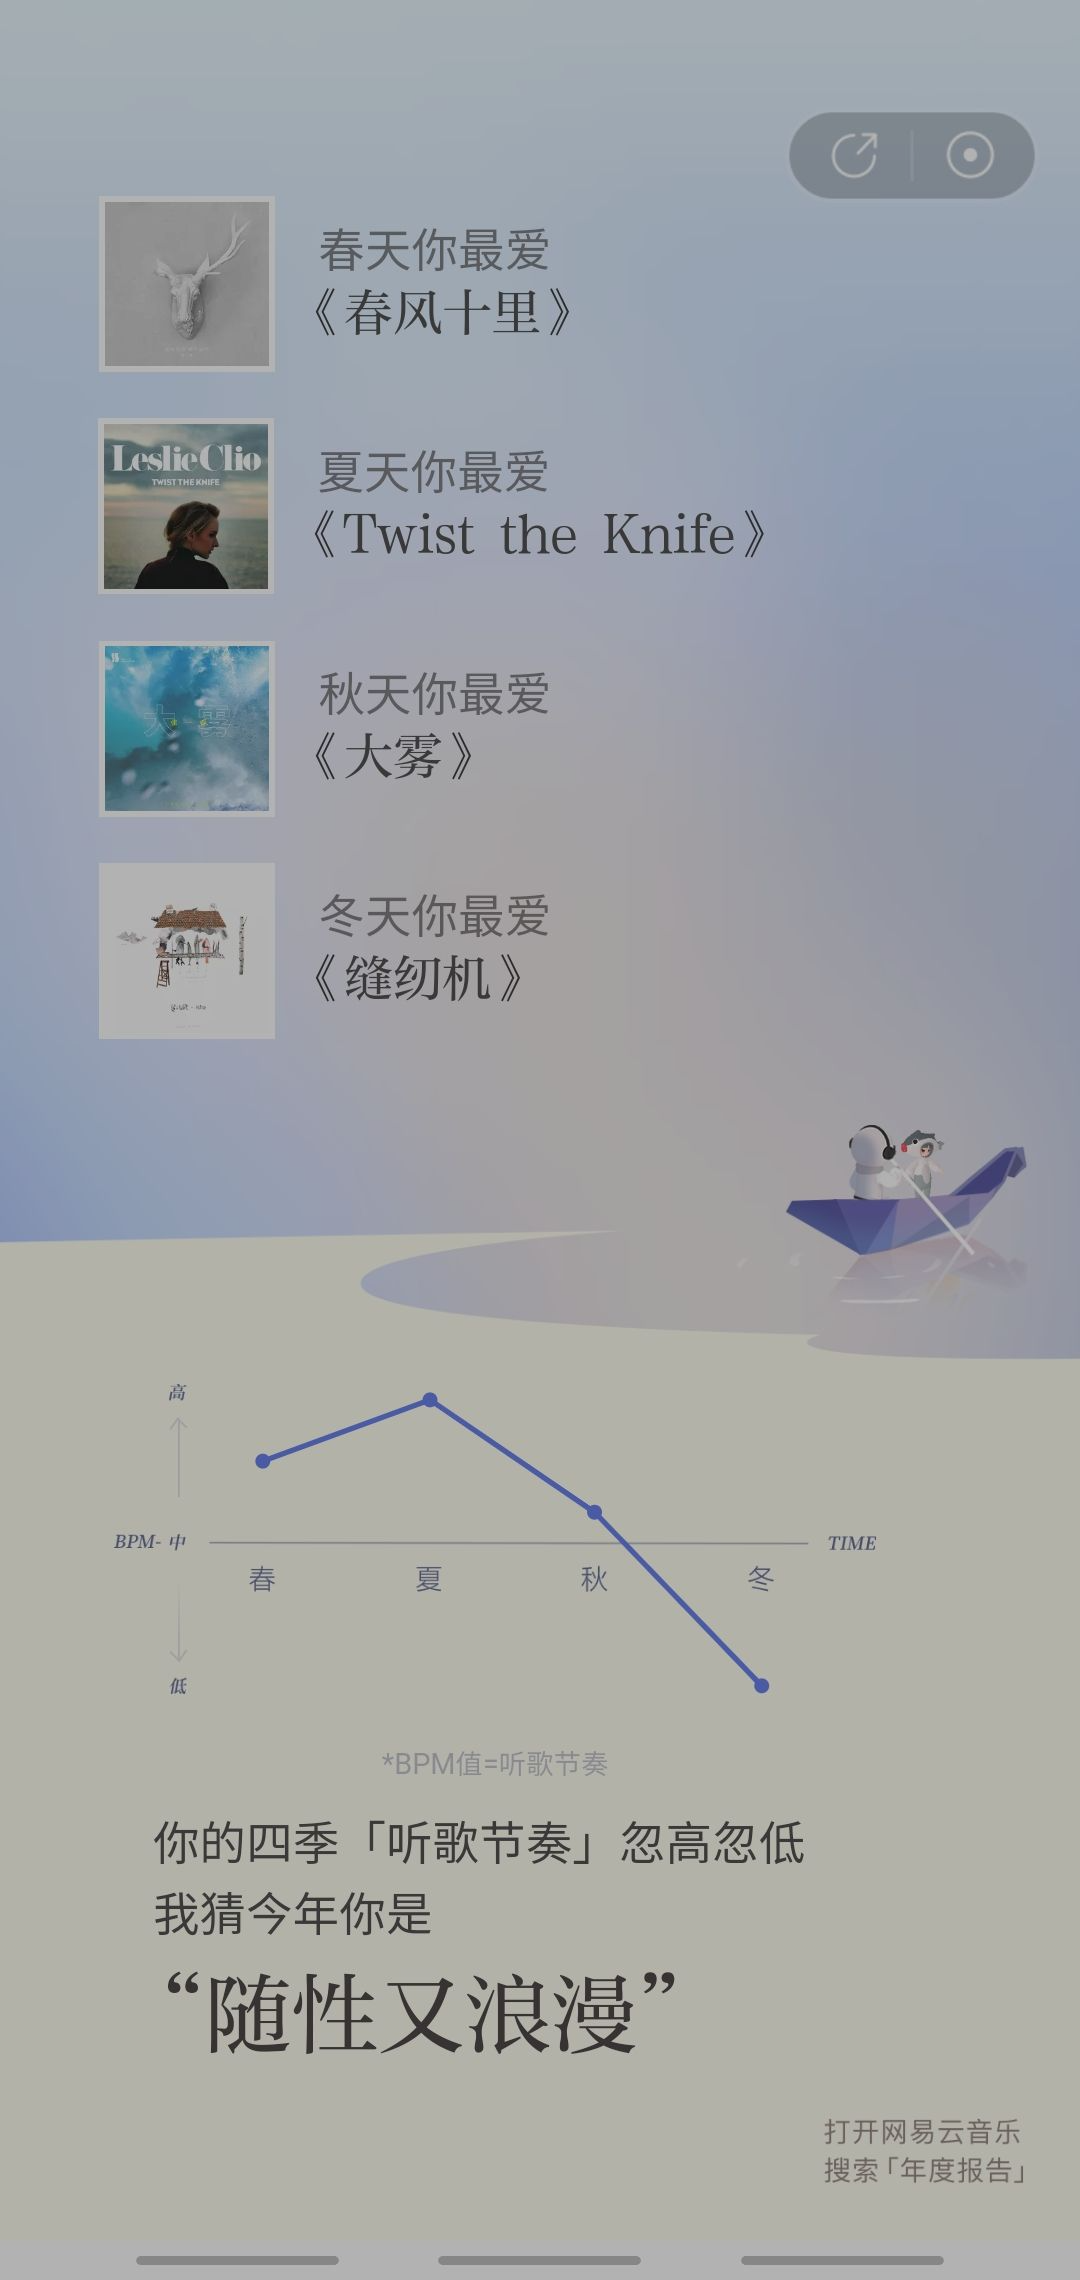 春天你最爱
《春风十里》
Leslie Clio
TWIST THE KNIFE
夏天你最爱
《Twist the Knife》
大雾
秋天你最爱
《大雾》
冬天你最爱
《缝纫机》
高
BPM- 中
TIME
春 夏 秋 冬
低
*BPM值=听歌节奏
你的四季「听歌节奏」忽高忽低
我猜今年你是
“随性又浪漫”
打开网易云音乐
搜索「年度报告」